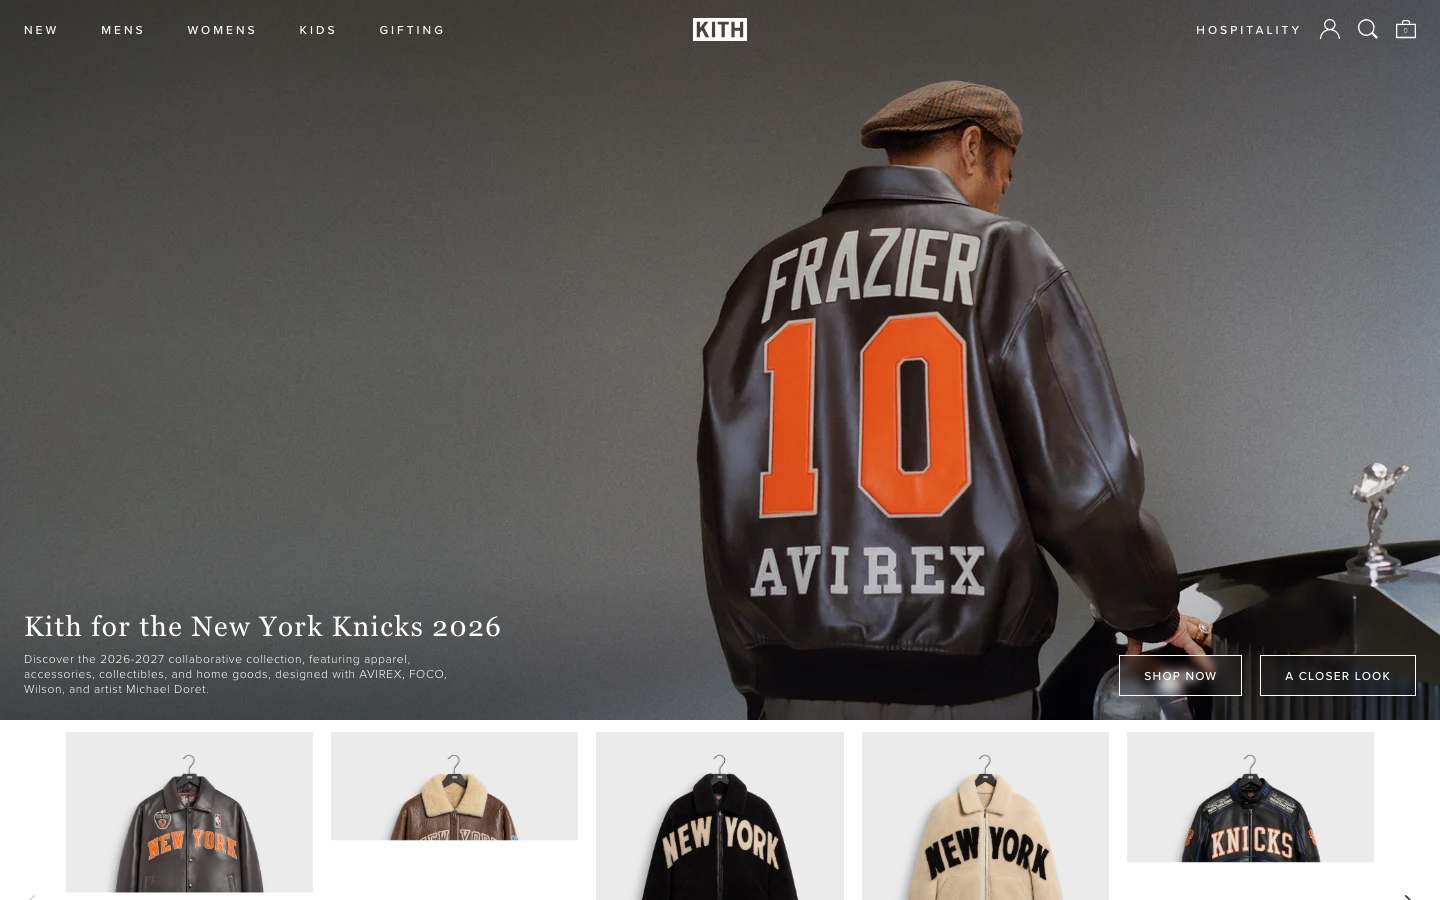 NEW MENS WOMENS KIDS GIFTING
KITH
HOSPITALITY
0
FRAZIER
10
AVIREX
Kith for the New York Knicks 2026
Discover the 2026-2027 collaborative collection, featuring apparel,
accessories, collectibles, and home goods, designed with AVIREX, FOCO,
Wilson, and artist Michael Doret.
SHOP NOW
A CLOSER LOOK
NEW YORK
NEW YORK
NEW YORK
NEW YORK
KNICKS